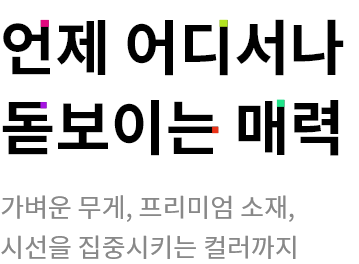 언제 어디서나
돋보이는 매력
가벼운 무게, 프리미엄 소재,
시선을 집중시키는 컬러까지